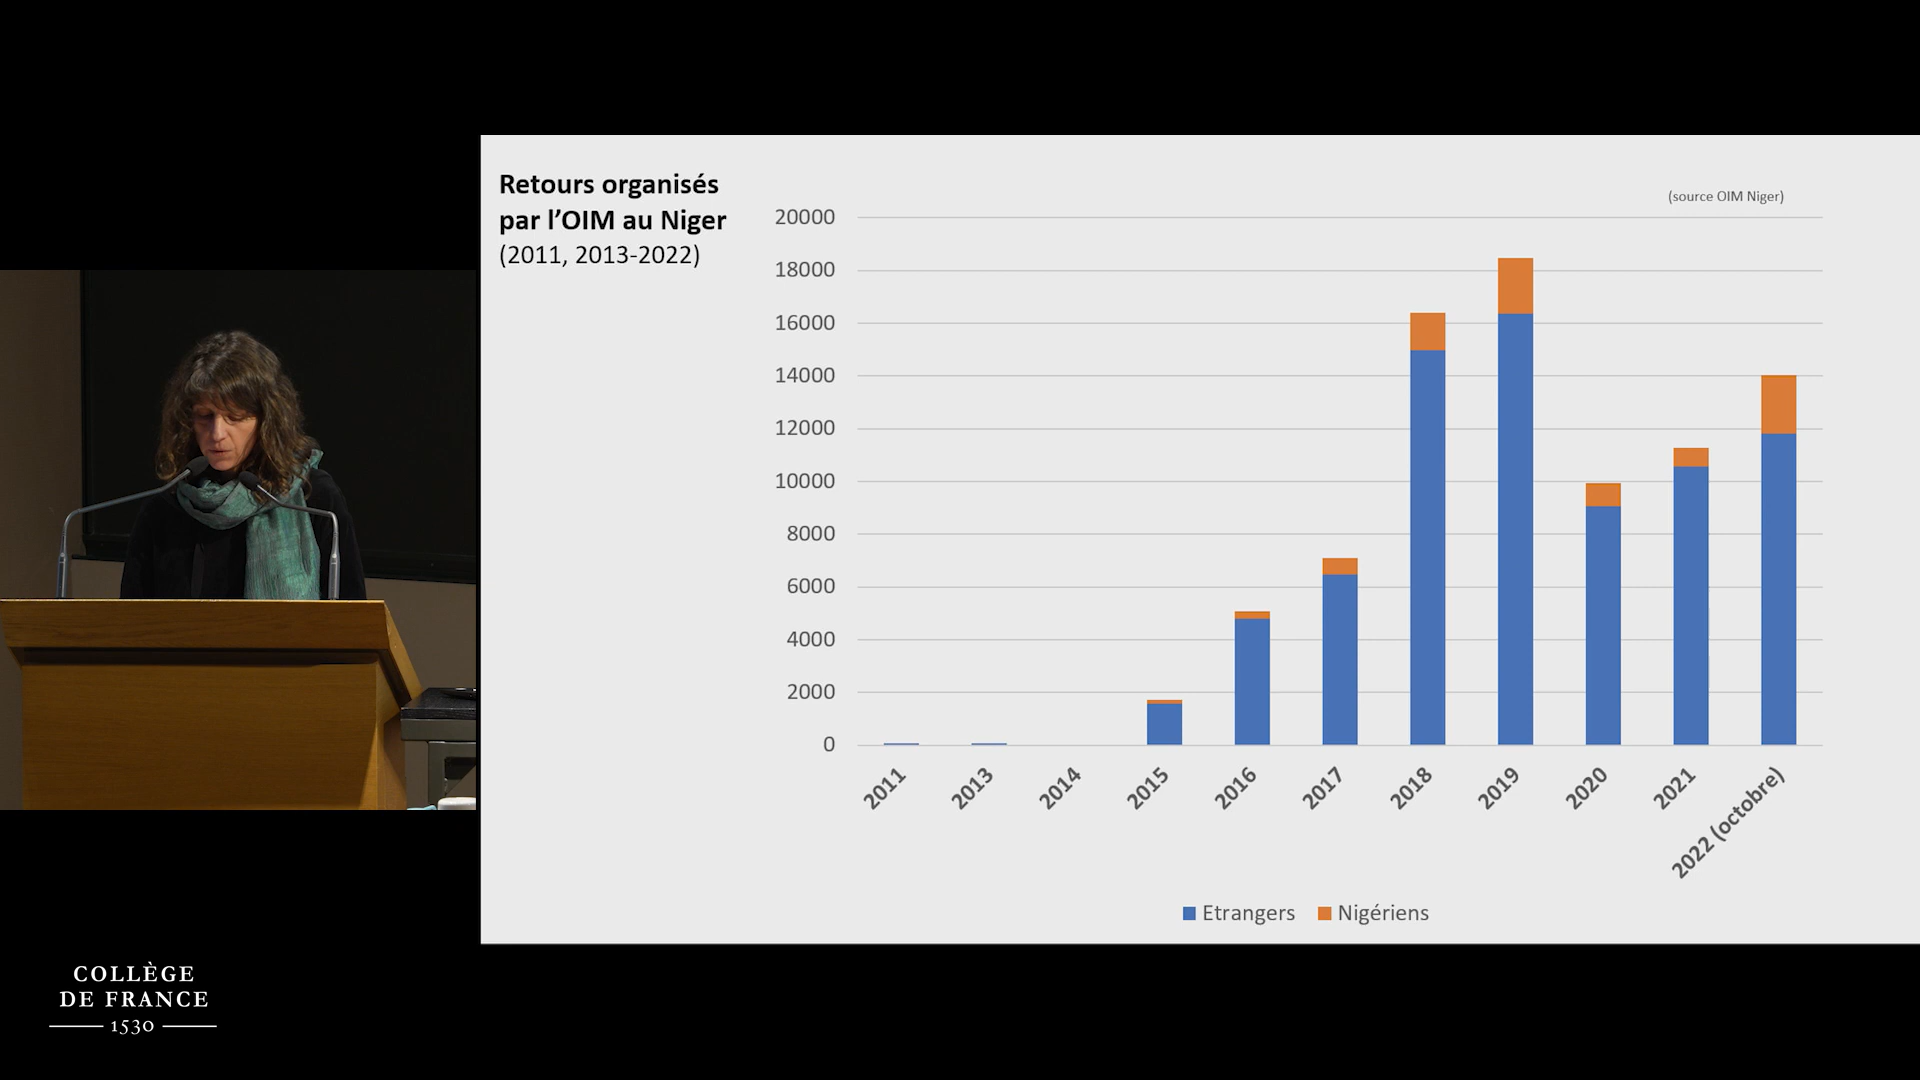 Retours organisés
par l’OIM au Niger
(2011, 2013-2022)
(source OIM Niger)
20000
18000
16000
14000
12000
10000
8000
6000
4000
2000
0
2011
2013
2014
2015
2016
2017
2018
2019
2020
2021
2022 (octobre)
Etrangers
Nigériens
COLLÈGE
DE FRANCE
1530